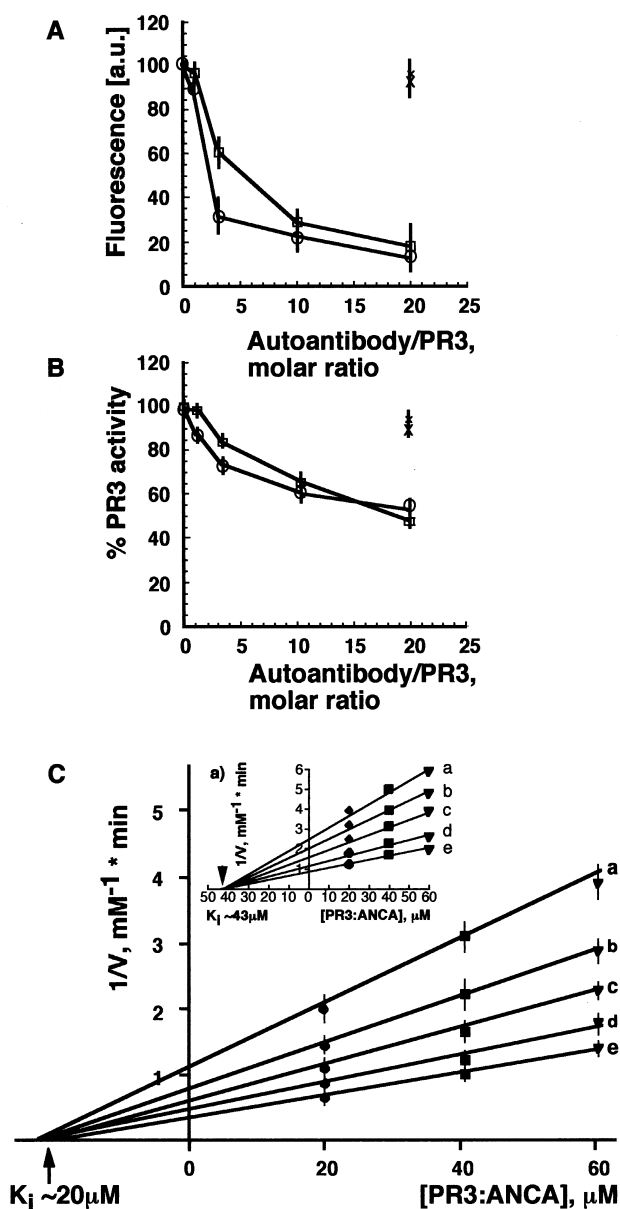 A
Fluorescence [a.u.]
120
100
80
60
40
20
0
0 5 10 15 20 25
Autoantibody/PR3,
molar ratio
B
% PR3 activity
120
100
80
60
40
20
0
0 5 10 15 20 25
Autoantibody/PR3,
molar ratio
C
1/V, mM-1 * min
5
4
3
2
1
a)
1/V, mM-1 * min
6
5
4
3
2
1
a
b
c
d
e
50 40 30 20 10 0 10 20 30 40 50 60
Ki ~43µM
[PR3:ANCA], µM
a
b
c
d
e
0 20 40 60
Ki ~20µM
[PR3:ANCA], µM